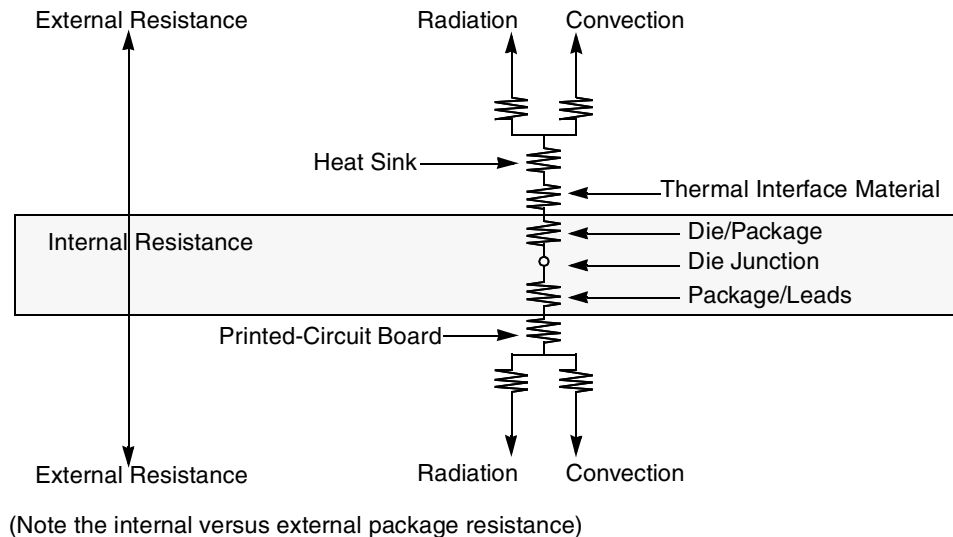 External Resistance
Radiation
Convection
Heat Sink
Thermal Interface Material
Internal Resistance
Die/Package
Die Junction
Package/Leads
Printed-Circuit Board
External Resistance
Radiation
Convection
(Note the internal versus external package resistance)